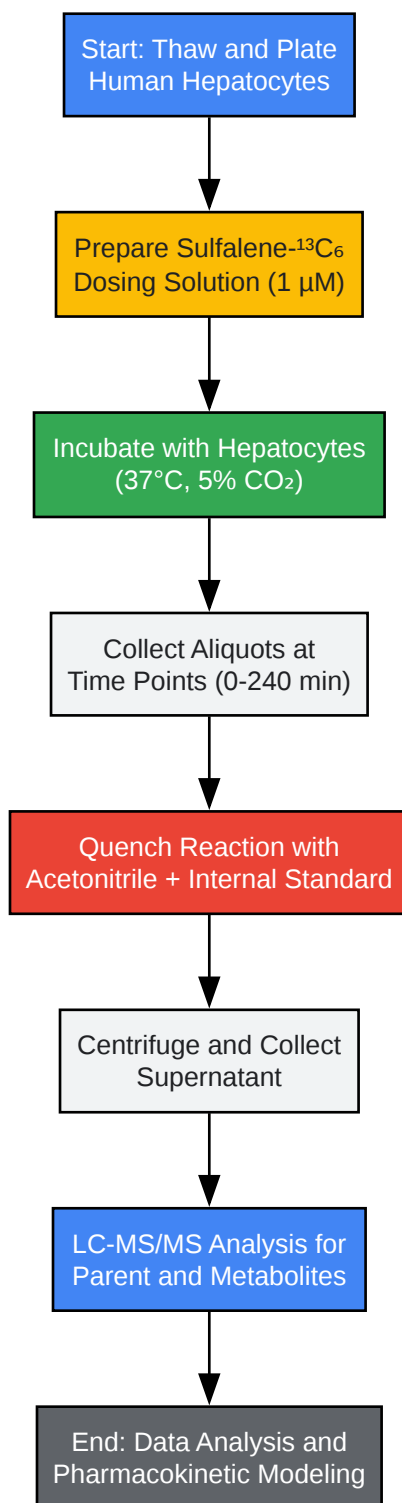 Start: Thaw and Plate
Human Hepatocytes
Prepare Sulfalene-¹³C₆
Dosing Solution (1 µM)
Incubate with Hepatocytes
(37°C, 5% CO₂)
Collect Aliquots at
Time Points (0-240 min)
Quench Reaction with
Acetonitrile + Internal Standard
Centrifuge and Collect
Supernatant
LC-MS/MS Analysis for
Parent and Metabolites
End: Data Analysis and
Pharmacokinetic Modeling